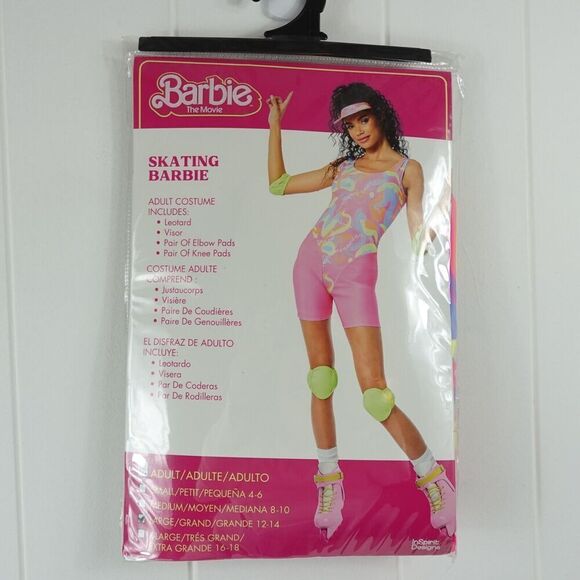 Barbie
The Movie
SKATING
BARBIE
ADULT COSTUME
INCLUDES:
• Leotard
• Visor
• Pair Of Elbow Pads
• Pair Of Knee Pads
COSTUME ADULTE
COMPREND :
• Justaucorps
• Visière
• Paire De Coudières
• Paire De Genouillères
EL DISFRAZ DE ADULTO
INCLUYE:
• Leotardo
• Visera
• Par De Coderas
• Par De Rodilleras
ADULT/ADULTE/ADULTO
SMALL/PETIT/PEQUEÑA 4-6
MEDIUM/MOYEN/MEDIANA 8-10
LARGE/GRAND/GRANDE 12-14
X-LARGE/TRÉS GRAND/
EXTRA GRANDE 16-18
InSpirit
Designs